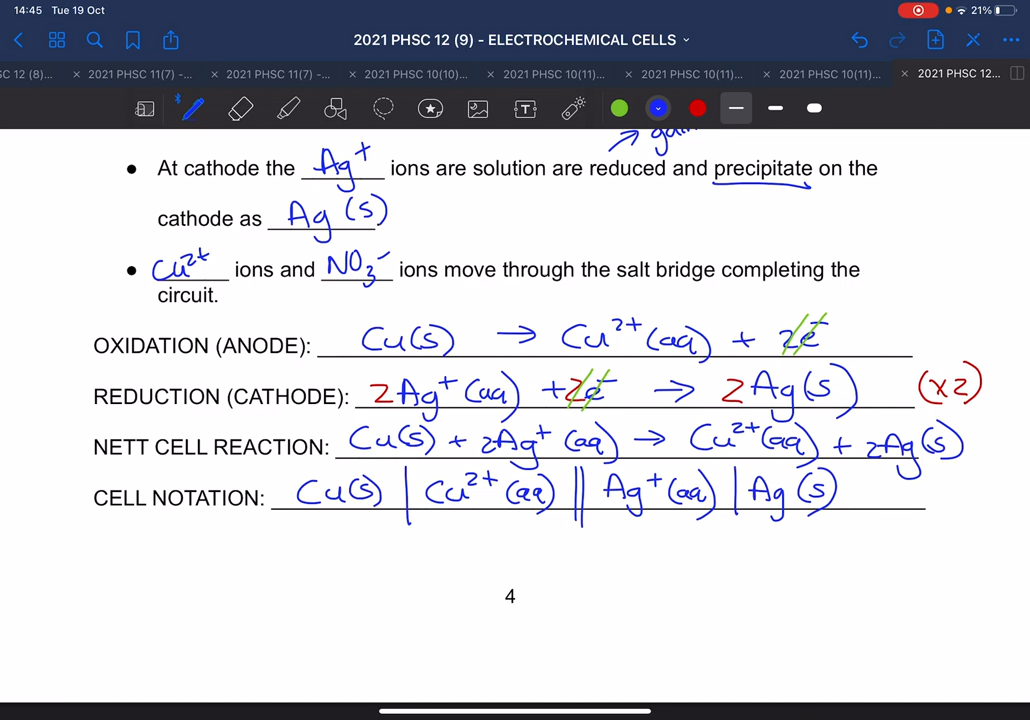 14:45 Tue 19 Oct
21%
2021 PHSC 12 (9) - ELECTROCHEMICAL CELLS
SC 12 (8)... × 2021 PHSC 11(7) -... × 2021 PHSC 11(7) -... × 2021 PHSC 10(10)... × 2021 PHSC 10(11)... × 2021 PHSC 10(11)... × 2021 PHSC 10(11)... × 2021 PHSC 12...
T
→ gain
• At cathode the Ag⁺ ions are solution are reduced and precipitate on the
cathode as Ag (s)
• Cu²⁺ ions and NO₃⁻ ions move through the salt bridge completing the
circuit.
OXIDATION (ANODE): Cu(s) → Cu²⁺ (aq) + 2e⁻
REDUCTION (CATHODE): 2Ag⁺ (aq) + 2e⁻ → 2Ag(s) (×2)
NETT CELL REACTION: Cu(s) + 2Ag⁺ (aq) → Cu²⁺ (aq) + 2Ag(s)
CELL NOTATION: Cu(s) | Cu²⁺ (aq) || Ag⁺ (aq) | Ag (s)
4